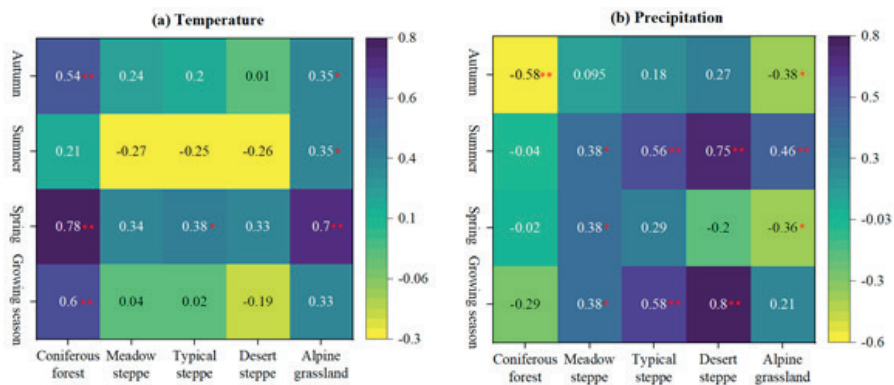 (a) Temperature
Autumn
0.54** 0.24 0.2 0.01 0.35*
Summer
0.21 -0.27 -0.25 -0.26 0.35*
Spring
0.78** 0.34 0.38* 0.33 0.7**
Growing season
0.6** 0.04 0.02 -0.19 0.33
Coniferous forest
Meadow steppe
Typical steppe
Desert steppe
Alpine grassland
0.8
0.6
0.4
0.1
-0.06
-0.3
(b) Precipitation
Autumn
-0.58** 0.095 0.18 0.27 -0.38*
Summer
-0.04 0.38* 0.56** 0.75** 0.46**
Spring
-0.02 0.38* 0.29 -0.2 -0.36*
Growing season
-0.29 0.38* 0.58** 0.8** 0.21
Coniferous forest
Meadow steppe
Typical steppe
Desert steppe
Alpine grassland
0.8
0.5
0.3
-0.03
-0.3
-0.6